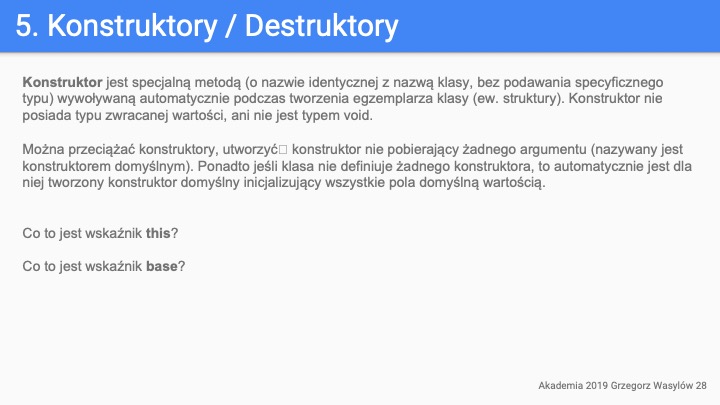 5. Konstruktory / Destruktory
Konstruktor jest specjalną metodą (o nazwie identycznej z nazwą klasy, bez podawania specyficznego
typu) wywoływaną automatycznie podczas tworzenia egzemplarza klasy (ew. struktury). Konstruktor nie
posiada typu zwracanej wartości, ani nie jest typem void.
Można przeciążać konstruktory, utworzyć□ konstruktor nie pobierający żadnego argumentu (nazywany jest
konstruktorem domyślnym). Ponadto jeśli klasa nie definiuje żadnego konstruktora, to automatycznie jest dla
niej tworzony konstruktor domyślny inicjalizujący wszystkie pola domyślną wartością.
Co to jest wskaźnik this?
Co to jest wskaźnik base?
Akademia 2019 Grzegorz Wasylów 28